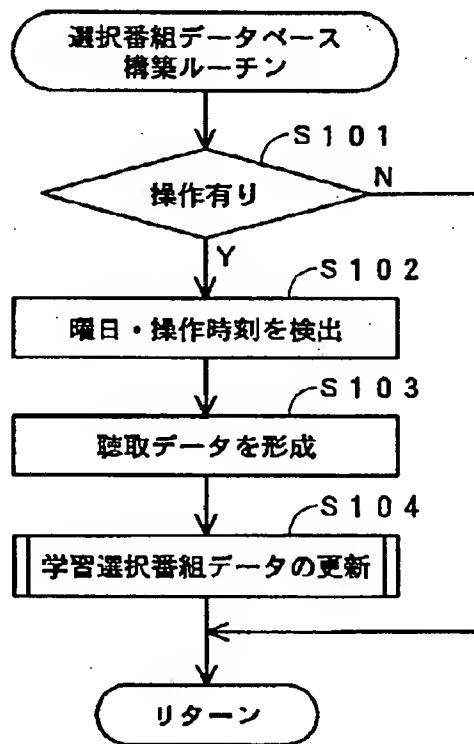 選択番組データベース
構築ルーチン
S101
操作有り
N
Y
S102
曜日・操作時刻を検出
S103
聴取データを形成
S104
学習選択番組データの更新
リターン